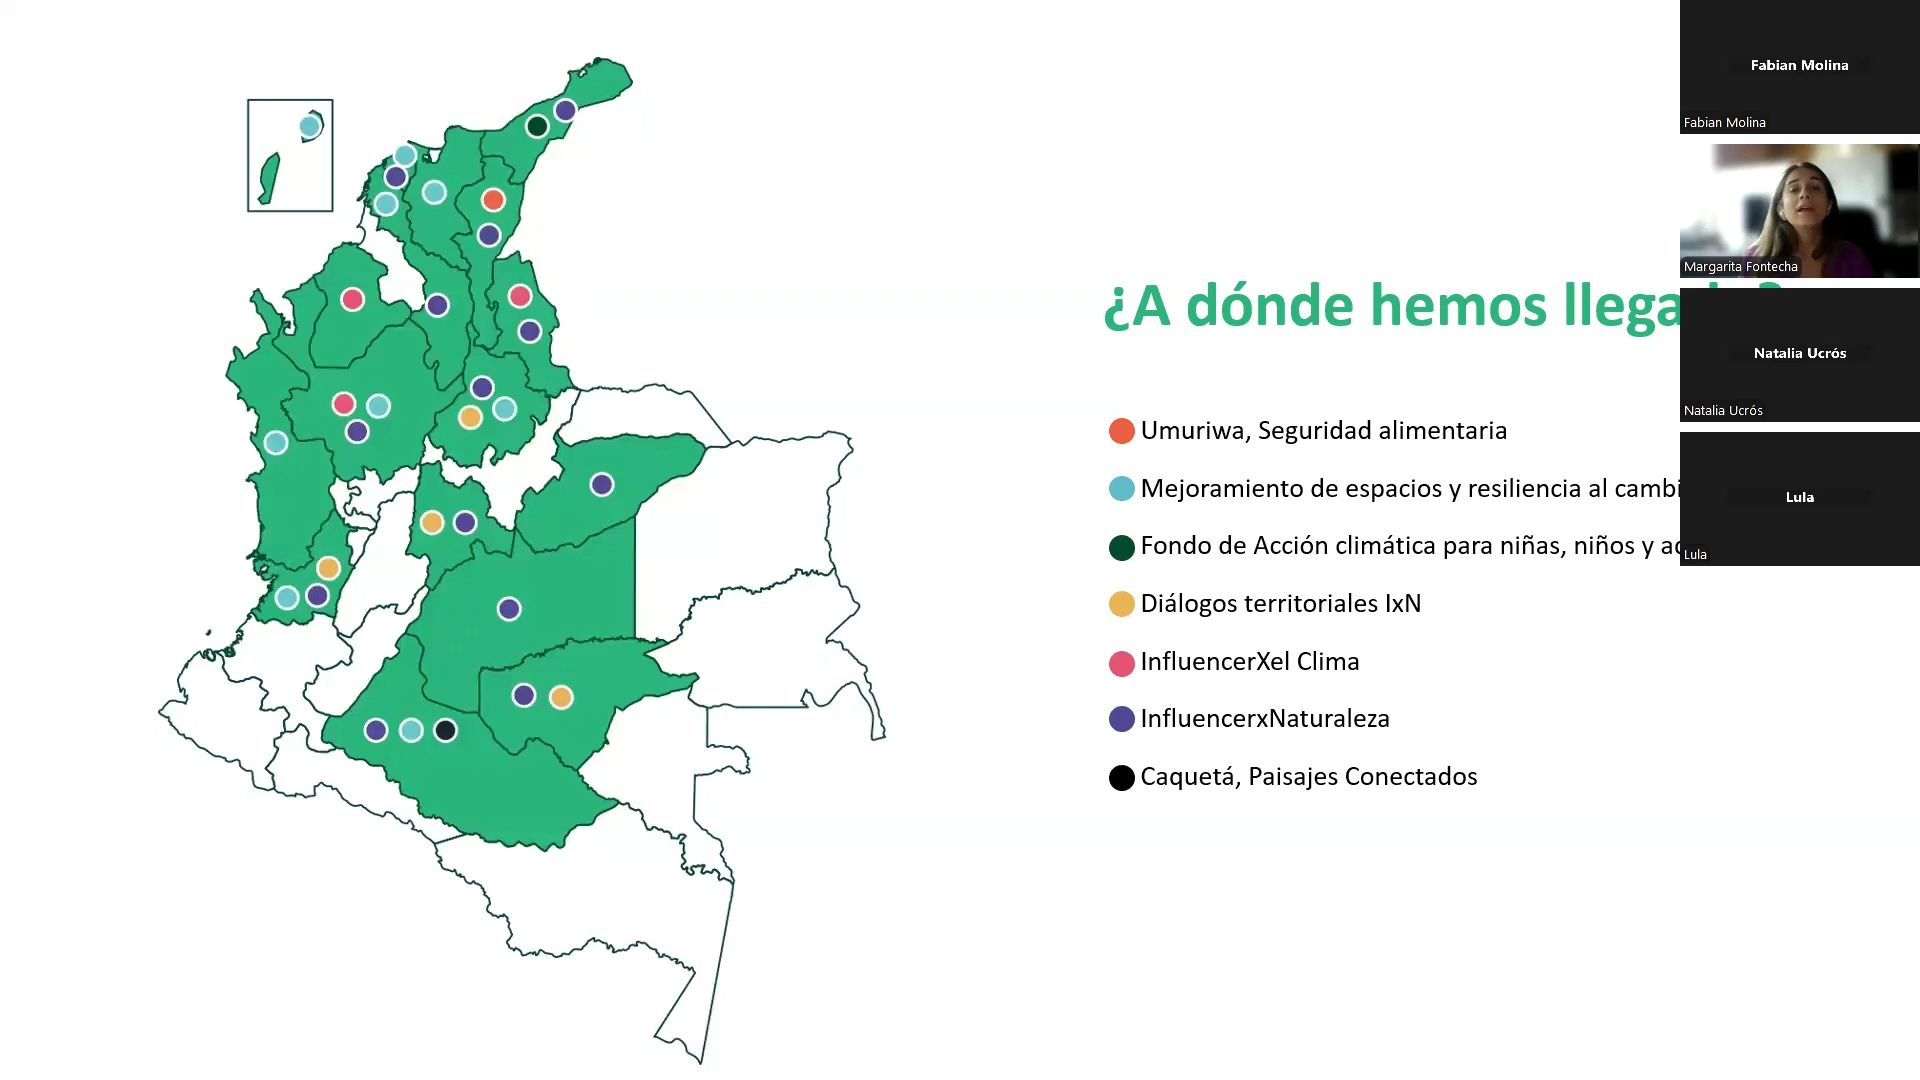 ¿A dónde hemos llega
Umuriwa, Seguridad alimentaria
Mejoramiento de espacios y resiliencia al cambi
Fondo de Acción climática para niñas, niños y
Diálogos territoriales IxN
InfluencerXel Clima
InfluencerxNaturaleza
Caquetá, Paisajes Conectados
Fabian Molina
Fabian Molina
Margarita Fontecha
Natalia Ucrós
Natalia Ucrós
Lula
Lula